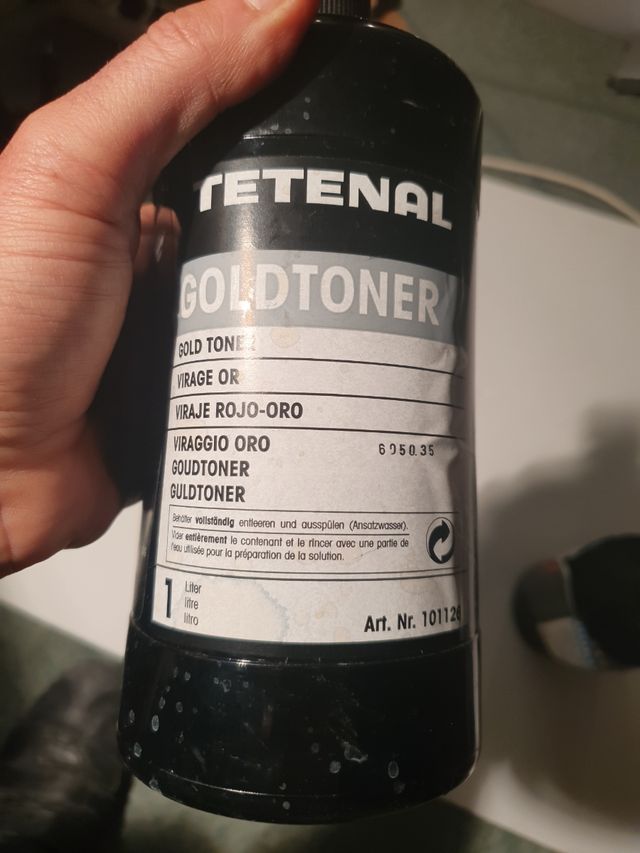 TETENAL
GOLDTONER
GOLD TONER
VIRAGE OR
VIRAJE ROJO-ORO
VIRAGGIO ORO 6050.35
GOUDTONER
GULDTONER
Behälter vollständig entleeren und ausspülen (Ansatzwasser).
Vider entièrement le contenant et le rincer avec une partie de
l'eau utilisée pour la préparation de la solution.
1 Liter
litre
litro
Art. Nr. 101126